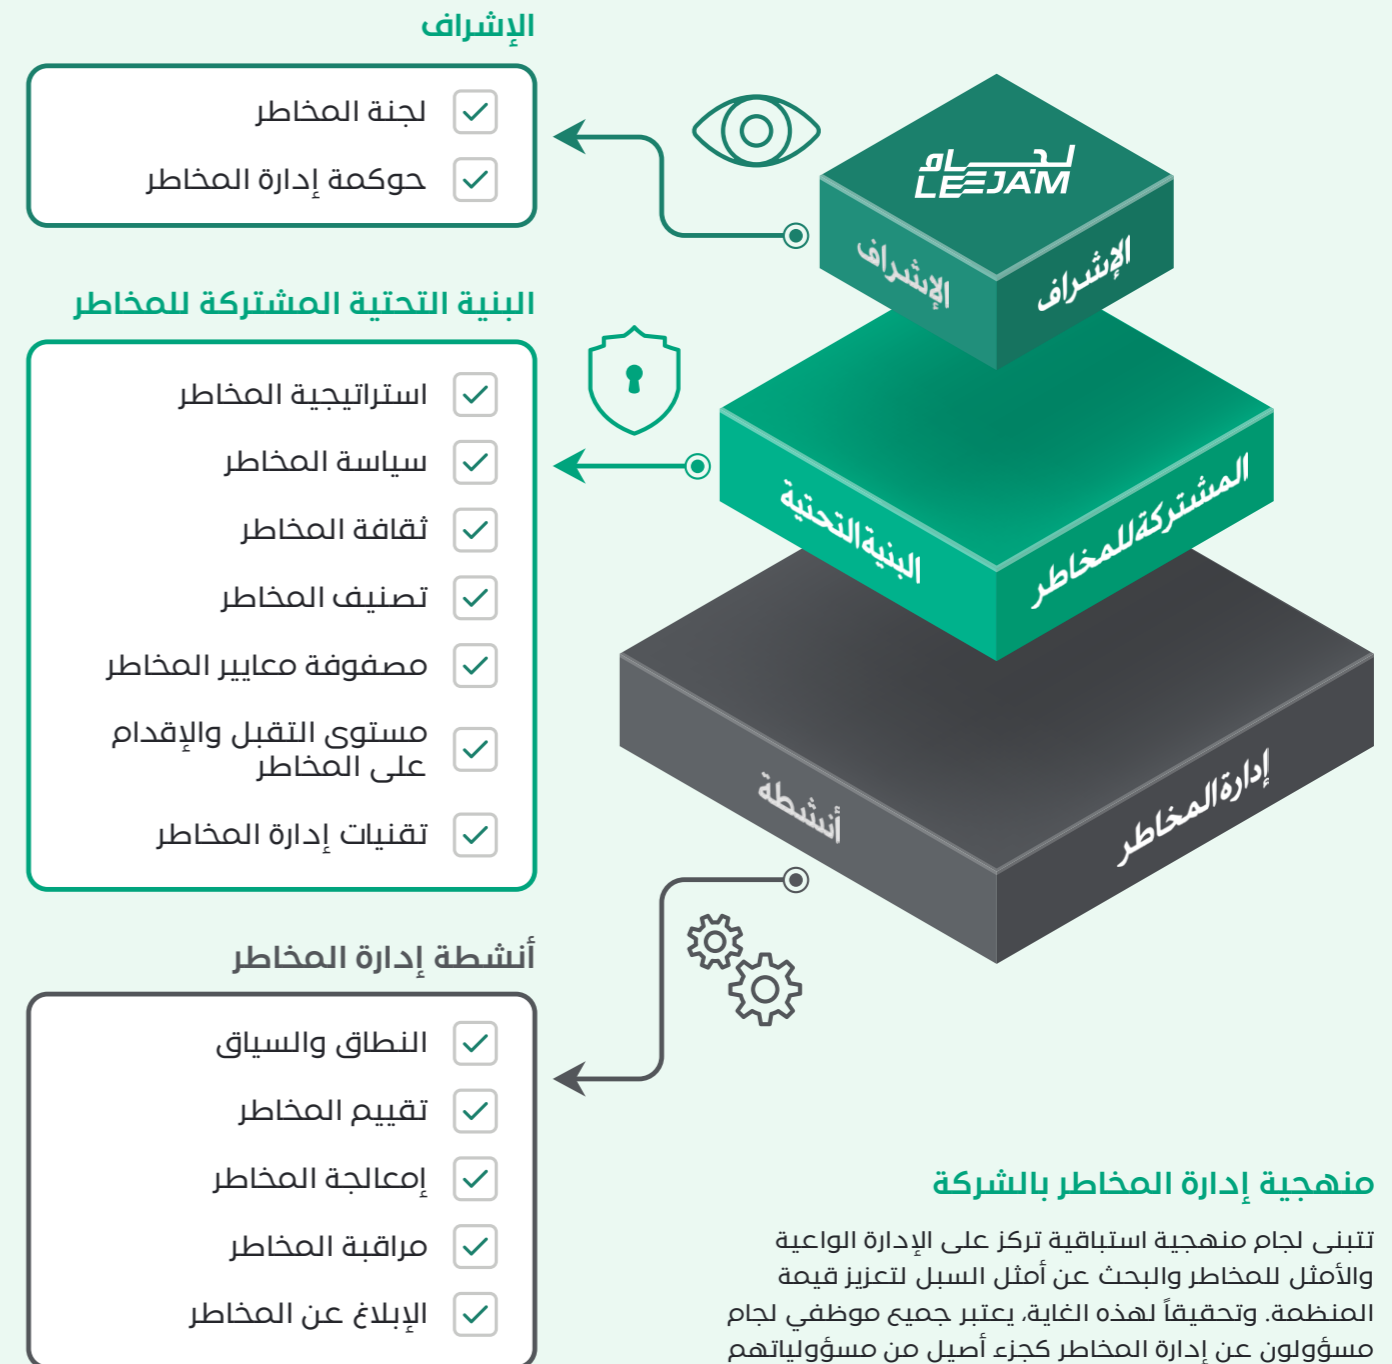 الإشراف
لجنة المخاطر
حوكمة إدارة المخاطر
البنية التحتية المشتركة للمخاطر
استراتيجية المخاطر
سياسة المخاطر
ثقافة المخاطر
تصنيف المخاطر
مصفوفة معايير المخاطر
مستوى التقبل والإقدام
على المخاطر
تقنيات إدارة المخاطر
أنشطة إدارة المخاطر
النطاق والسياق
تقييم المخاطر
إمعالجة المخاطر
مراقبة المخاطر
الإبلاغ عن المخاطر
لجام
LEEJAM
الإشراف
الإشراف
البنية التحتية
المشتركة للمخاطر
أنشطة
إدارة المخاطر
منهجية إدارة المخاطر بالشركة
تتبنى لجام منهجية استباقية تركز على الإدارة الواعية
والأمثل للمخاطر والبحث عن أمثل السبل لتعزيز قيمة
المنظمة. وتحقيقاً لهذه الغاية، يعتبر جميع موظفي لجام
مسؤولون عن إدارة المخاطر كجزء أصيل من مسؤولياتهم